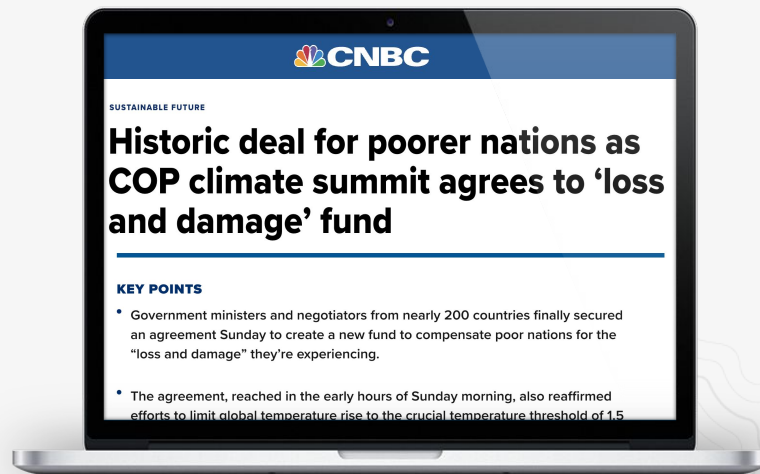 CNBC
SUSTAINABLE FUTURE
Historic deal for poorer nations as
COP climate summit agrees to ‘loss
and damage’ fund
KEY POINTS
• Government ministers and negotiators from nearly 200 countries finally secured
an agreement Sunday to create a new fund to compensate poor nations for the
“loss and damage” they’re experiencing.
• The agreement, reached in the early hours of Sunday morning, also reaffirmed
efforts to limit global temperature rise to the crucial temperature threshold of 1.5